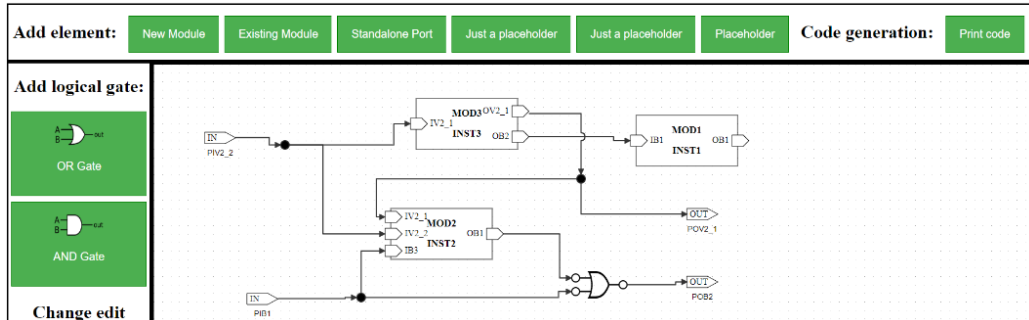 Add element:
New Module
Existing Module
Standalone Port
Just a placeholder
Just a placeholder
Placeholder
Code generation:
Print code
Add logical gate:
A
B
out
OR Gate
A
B
out
AND Gate
Change edit
IN
PIV2_2
MOD3
INST3
IV2_1
OV2_1
OB2
MOD1
INST1
IB1
OB1
MOD2
INST2
IV2_1
IV2_2
IB3
OB1
OUT
POV2_1
IN
PIB1
OUT
POB2